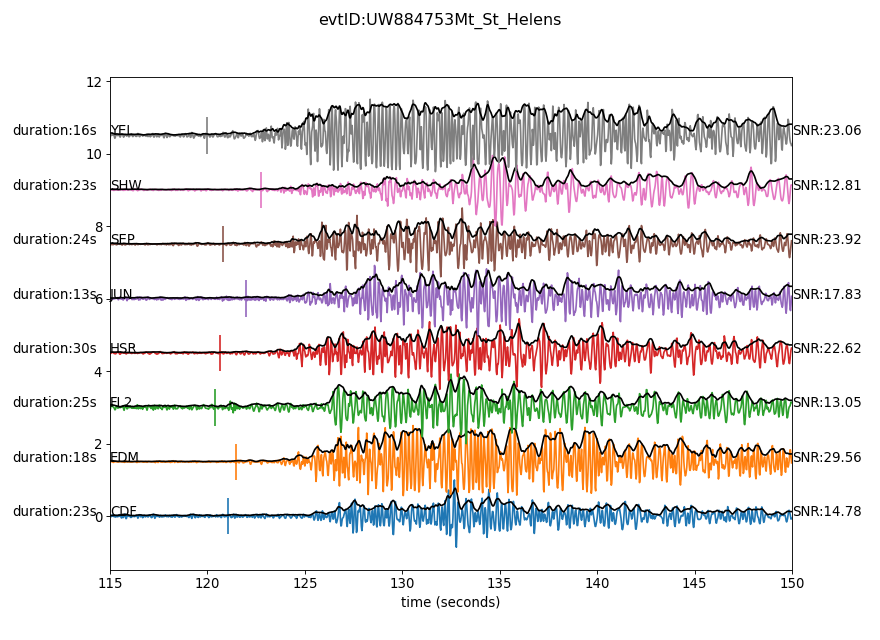 evtID:UW884753Mt_St_Helens
12
duration:16s YEL SNR:23.06
10
duration:23s SHW SNR:12.81
8
duration:24s SEP SNR:23.92
duration:13s JUN SNR:17.83
6
duration:30s HSR SNR:22.62
4
duration:25s FL2 SNR:13.05
2
duration:18s EDM SNR:29.56
duration:23s CDF SNR:14.78
0
115 120 125 130 135 140 145 150
time (seconds)